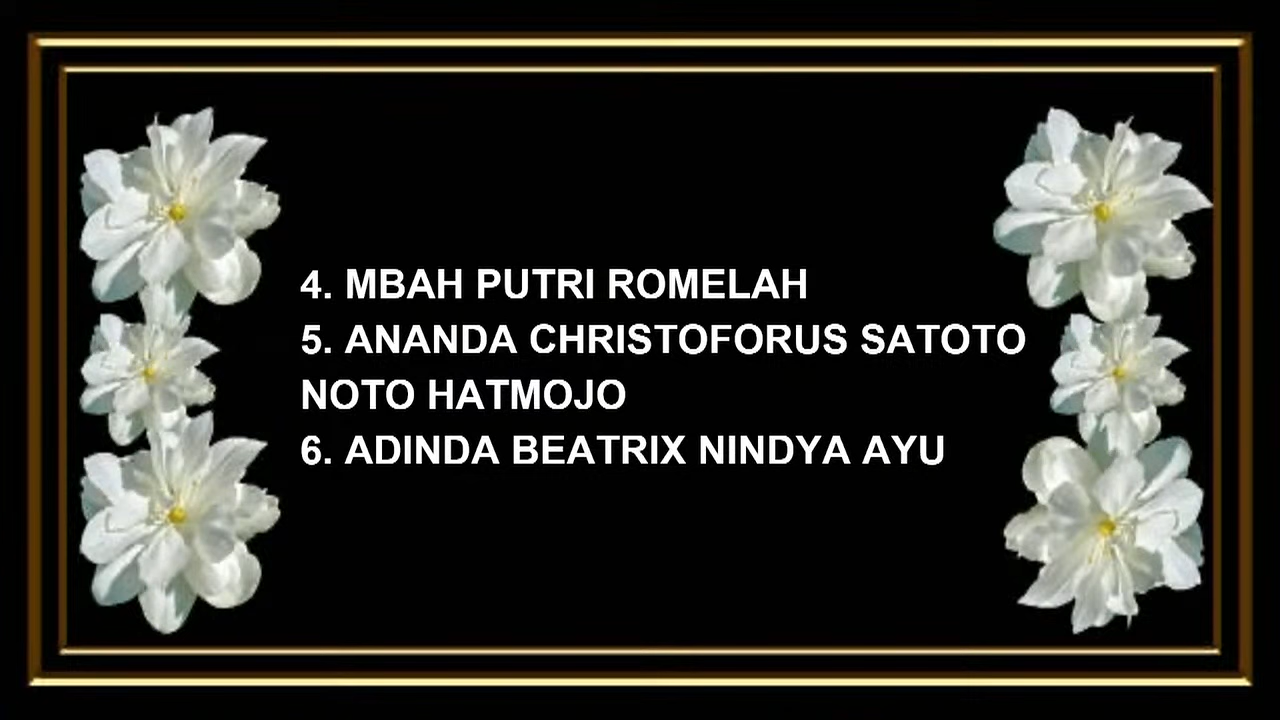 4. MBAH PUTRI ROMELAH
5. ANANDA CHRISTOFORUS SATOTO
NOTO HATMOJO
6. ADINDA BEATRIX NINDYA AYU